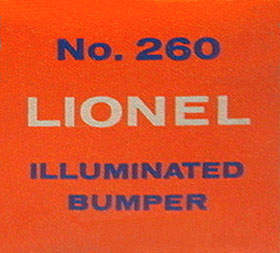 No. 260
LIONEL
ILLUMINATED
BUMPER